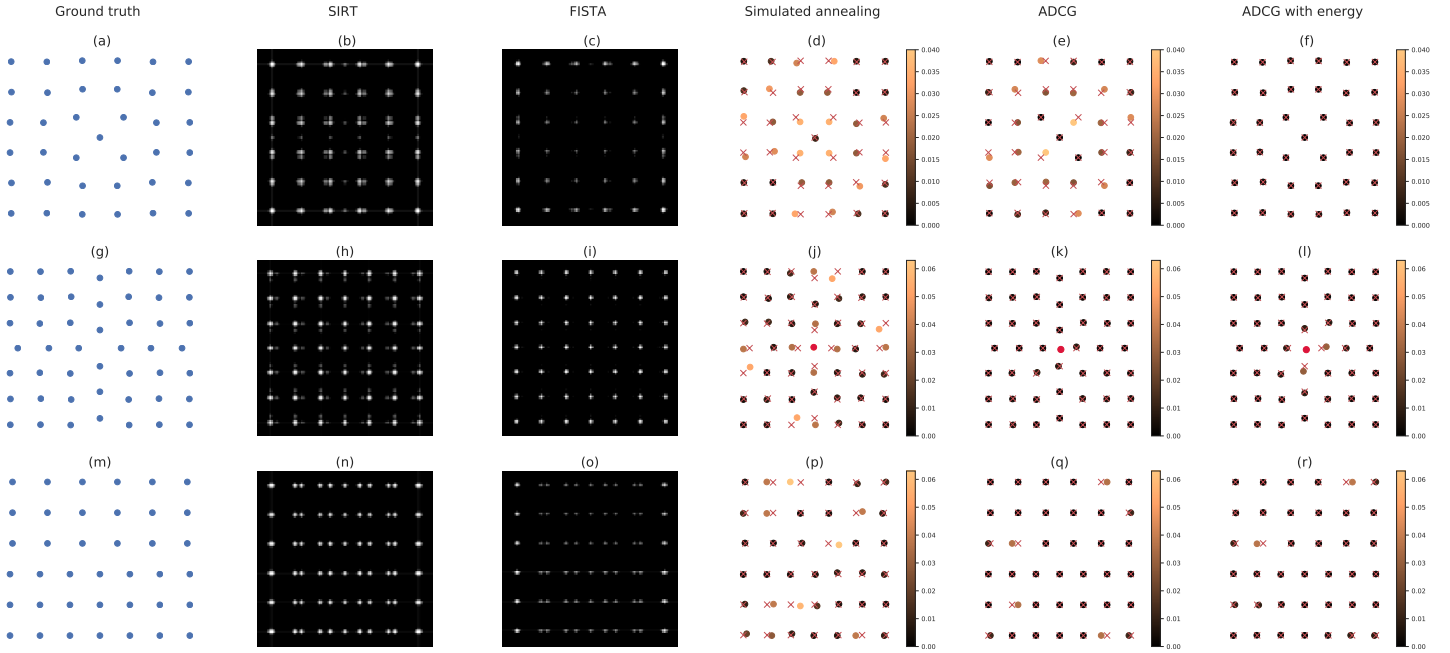 Ground truth SIRT FISTA Simulated annealing ADCG ADCG with energy
(a) (b) (c) (d) (e) (f)
0.040 0.040 0.040
0.035 0.035 0.035
0.030 0.030 0.030
0.025 0.025 0.025
0.020 0.020 0.020
0.015 0.015 0.015
0.010 0.010 0.010
0.005 0.005 0.005
0.000 0.000 0.000
(g) (h) (i) (j) (k) (l)
0.06 0.06 0.06
0.05 0.05 0.05
0.04 0.04 0.04
0.03 0.03 0.03
0.02 0.02 0.02
0.01 0.01 0.01
0.00 0.00 0.00
(m) (n) (o) (p) (q) (r)
0.06 0.06 0.06
0.05 0.05 0.05
0.04 0.04 0.04
0.03 0.03 0.03
0.02 0.02 0.02
0.01 0.01 0.01
0.00 0.00 0.00